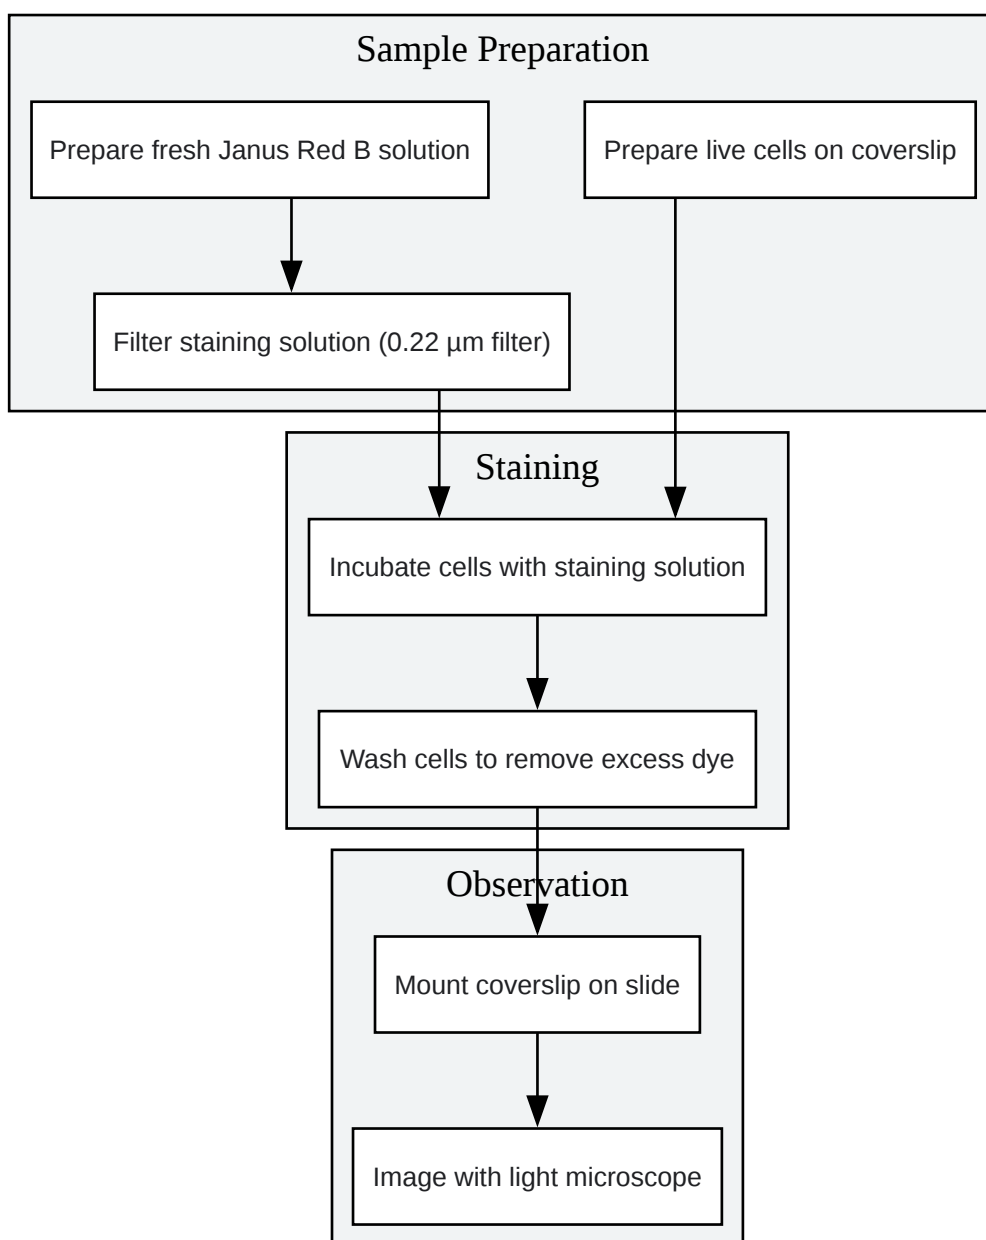 Sample Preparation
Prepare fresh Janus Red B solution
Prepare live cells on coverslip
Filter staining solution (0.22 µm filter)
Staining
Incubate cells with staining solution
Wash cells to remove excess dye
Observation
Mount coverslip on slide
Image with light microscope